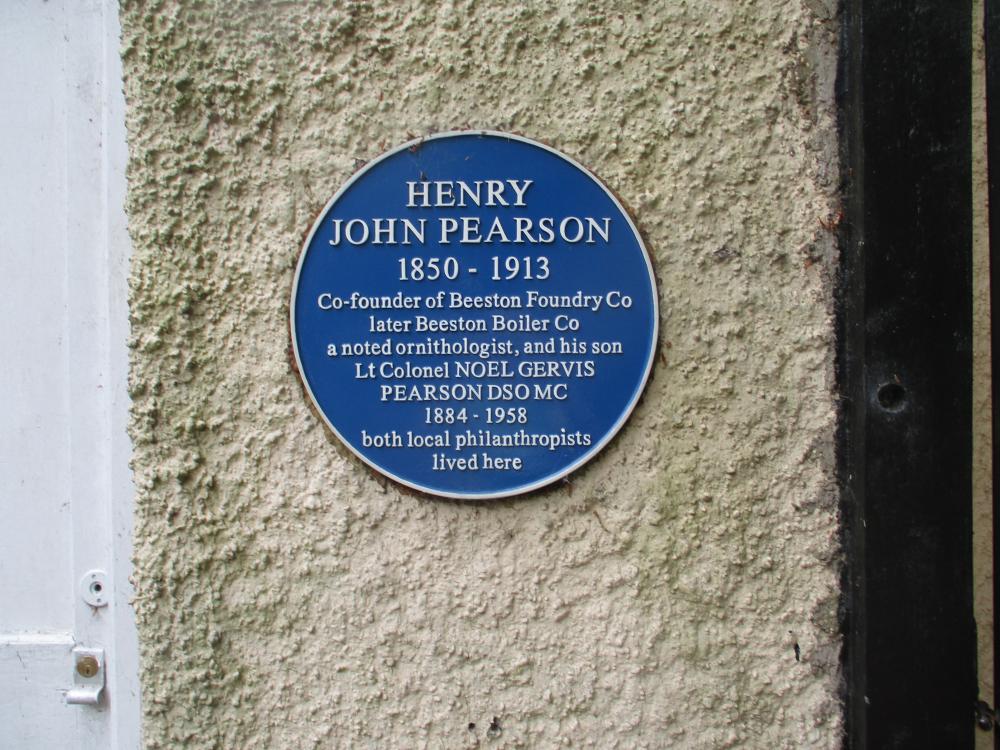 HENRY
JOHN PEARSON
1850 - 1913
Co-founder of Beeston Foundry Co
later Beeston Boiler Co
a noted ornithologist, and his son
Lt Colonel NOEL GERVIS
PEARSON DSO MC
1884 - 1958
both local philanthropists
lived here